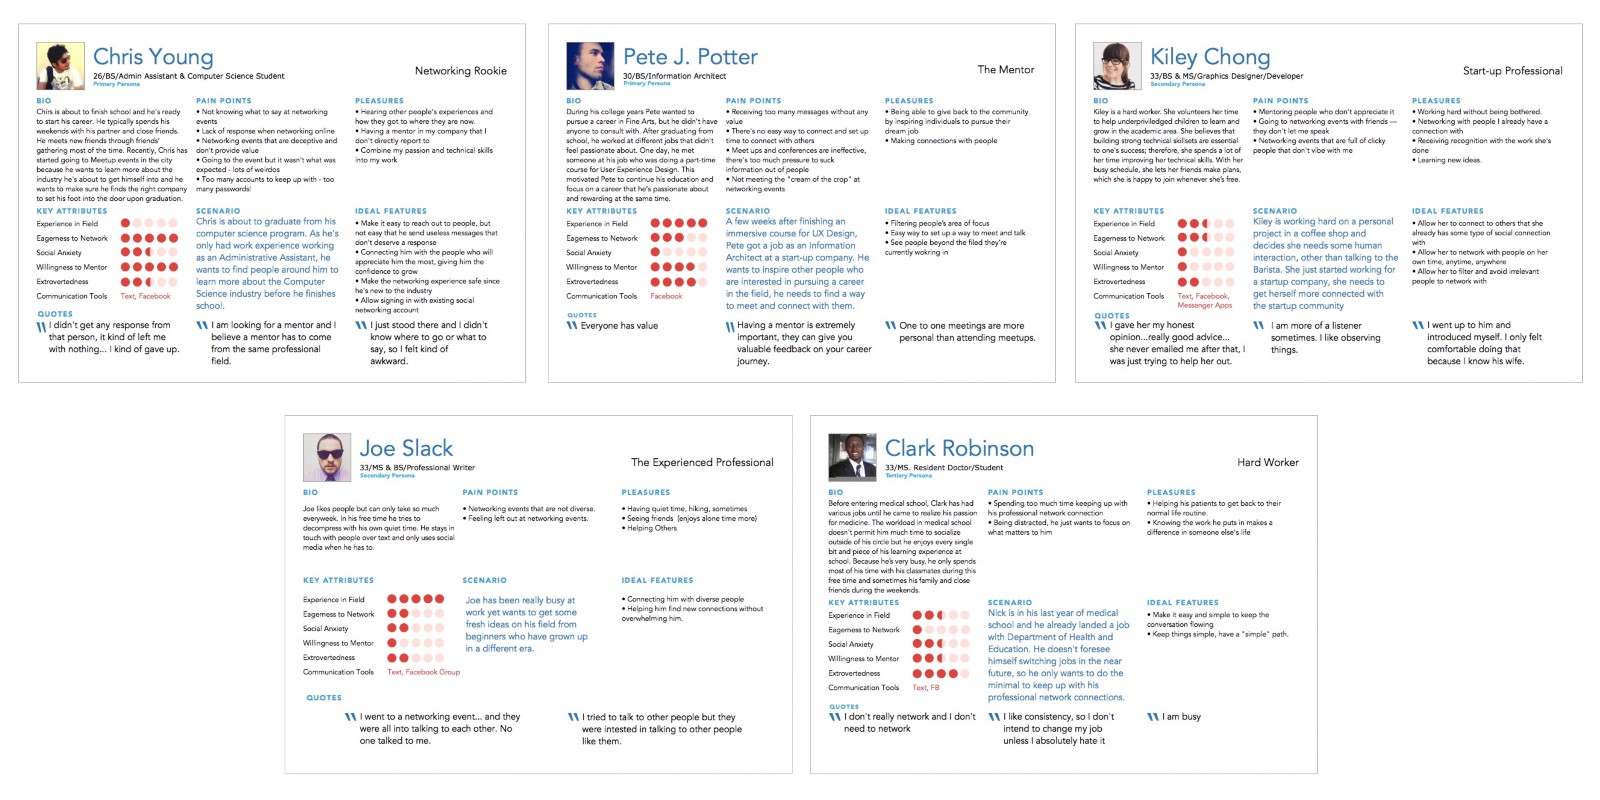 Chris Young
26/BS/Admin Assistant & Computer Science Student
Primary Persona
Networking Rookie
BIO
Chris is about to finish school and he's ready
to start his career. He typically spends his
weekends with his partner and close friends.
He meets new friends through friends'
gathering most of the time. Recently, Chris has
started going to Meetup events in the city
because he wants to learn more about the
industry he's about to get himself into and he
wants to make sure he finds the right company
to set his foot into the door upon graduation.
PAIN POINTS
• Not knowing what to say at networking
events
• Lack of response when networking online
• Networking events that are deceptive and
don't provide value
• Going to the event but it wasn't what was
expected - lots of weirdos
• Too many accounts to keep up with - too
many passwords!
PLEASURES
• Hearing other people's experiences and
how they got to where they are now.
• Having a mentor in my company that I
don't directly report to
• Combine my passion and technical skills
into my work
KEY ATTRIBUTES
Experience in Field
Eagerness to Network
Social Anxiety
Willingness to Mentor
Extrovertedness
Communication Tools
Text, Facebook
SCENARIO
Chris is about to graduate from his
computer science program. As he's
only had work experience working
as an Administrative Assistant, he
wants to find people around him to
learn more about the Computer
Science industry before he finishes
school.
IDEAL FEATURES
• Make it easy to reach out to people, but
not easy that he send useless messages that
don't deserve a response
• Connecting him with the people who will
appreciate him the most, giving him the
confidence to grow
• Make the networking experience safe since
he's new to the industry
• Allow signing in with existing social
networking account
QUOTES
I didn't get any response from
that person, it kind of left me
with nothing... I kind of gave up.
I am looking for a mentor and I
believe a mentor has to come
from the same professional
field.
I just stood there and I didn't
know where to go or what to
say, so I felt kind of
awkward.
Pete J. Potter
30/BS/Information Architect
Primary Persona
The Mentor
BIO
During his college years Pete wanted to
pursue a career in Fine Arts, but he didn't have
anyone to consult with. After graduating from
school, he worked at different jobs that didn't
feel passionate about. One day, he met
someone at his job who was doing a part-time
course for User Experience Design. This
motivated Pete to continue his education and
focus on a career that he's passionate about
and rewarding at the same time.
PAIN POINTS
• Receiving too many messages without any
value
• There's no easy way to connect and set up
time to connect with others
• Meet ups and conferences are ineffective,
there's too much pressure to suck
information out of people
• Not meeting the "cream of the crop" at
networking events
PLEASURES
• Being able to give back to the community
by inspiring individuals to pursue their
dream job
• Making connections with people
KEY ATTRIBUTES
Experience in Field
Eagerness to Network
Social Anxiety
Willingness to Mentor
Extrovertedness
Communication Tools
Facebook
SCENARIO
A few weeks after finishing an
immersive course for UX Design,
Pete got a job as an Information
Architect at a start-up company. He
wants to inspire other people who
are interested in pursuing a career
in the field, he needs to find a way
to meet and connect with them.
IDEAL FEATURES
• Filtering people's area of focus
• Easy way to set up a way to meet and talk
• See people beyond the filed they're
currently wokring in
QUOTES
Everyone has value
Having a mentor is extremely
important, they can give you
valuable feedback on your career
journey.
One to one meetings are more
personal than attending meetups.
Kiley Chong
33/BS & MS/Graphics Designer/Developer
Secondary Persona
Start-up Professional
BIO
Kiley is a hard worker. She volunteers her time
to help underpriviledged children to learn and
grow in the academic area. She believes that
building strong technical skillsets are essential
to one's success; therefore, she spends a lot of
her time improving her technical skills. With her
busy schedule, she lets her friends make plans,
which she is happy to join whenever she's free.
PAIN POINTS
• Mentoring people who don't appreciate it
• Going to networking events with friends —
they don't let me speak
• Networking events that are full of clicky
people that don't vibe with me
PLEASURES
• Working hard without being bothered.
• Networking with people I already have a
connection with
• Receiving recognition with the work she's
done
• Learning new ideas.
KEY ATTRIBUTES
Experience in Field
Eagerness to Network
Social Anxiety
Willingness to Mentor
Extrovertedness
Communication Tools
Text, Facebook,
Messenger Apps
SCENARIO
Kiley is working hard on a personal
project in a coffee shop and
decides she needs some human
interaction, other than talking to the
Barista. She just started working for
a startup company, she needs to
get herself more connected with
the startup community
IDEAL FEATURES
• Allow her to connect to others that she
already has some type of social connection
with
• Allow her to network with people on her
own time, anytime, anywhere
• Allow her to filter and avoid irrelevant
people to network with
QUOTES
I gave her my honest
opinion...really good advice...
she never emailed me after that, I
was just trying to help her out.
I am more of a listener
sometimes. I like observing
things.
I went up to him and
introduced myself. I only felt
comfortable doing that
because I know his wife.
Joe Slack
33/MS & BS/Professional Writer
Secondary Persona
The Experienced Professional
BIO
Joe likes people but can only take so much
everyweek. In his free time he tries to
decompress with his own quiet time. He stays in
touch with people over text and only uses social
media when he has to.
PAIN POINTS
• Networking events that are not diverse.
• Feeling left out at networking events.
PLEASURES
• Having quiet time, hiking, sometimes
• Seeing friends (enjoys alone time more)
• Helping Others
KEY ATTRIBUTES
Experience in Field
Eagerness to Network
Social Anxiety
Willingness to Mentor
Extrovertedness
Communication Tools
Text, Facebook Group
SCENARIO
Joe has been really busy at
work yet wants to get some
fresh ideas on his field from
beginners who have grown up
in a different era.
IDEAL FEATURES
• Connecting him with diverse people
• Helping him find new connections without
overwhelming him.
QUOTES
I went to a networking event... and they
were all into talking to each other. No
one talked to me.
I tried to talk to other people but they
were intested in talking to other people
like them.
Clark Robinson
33/MS. Resident Doctor/Student
Tertiary Persona
Hard Worker
BIO
Before entering medical school, Clark has had
various jobs until he came to realize his passion
for medicine. The workload in medical school
doesn't permit him much time to socialize
outside of his circle but he enjoys every single
bit and piece of his learning experience at
school. Because he's very busy, he only spends
most of his time with his classmates during this
free time and sometimes his family and close
friends during the weekends.
PAIN POINTS
• Spending too much time keeping up with
his professional network connection
• Being distracted, he just wants to focus on
what matters to him
PLEASURES
• Helping his patients to get back to their
normal life routine.
• Knowing the work he puts in makes a
difference in someone else's life
KEY ATTRIBUTES
Experience in Field
Eagerness to Network
Social Anxiety
Willingness to Mentor
Extrovertedness
Communication Tools
Text, FB
SCENARIO
Nick is in his last year of medical
school and he already landed a job
with Department of Health and
Education. He doesn't foresee
himself switching jobs in the near
future, so he only wants to do the
minimal to keep up with his
professional network connections.
IDEAL FEATURES
• Make it easy and simple to keep the
conversation flowing
• Keep things simple, have a "simple" path.
QUOTES
I don't really network and I don't
need to network
I like consistency, so I don't
intend to change my job
unless I absolutely hate it
I am busy